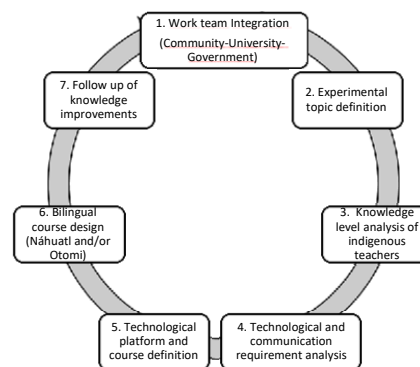 1. Work team Integration
(Community-University-
Government)
2. Experimental
topic definition
3. Knowledge
level analysis of
indigenous
teachers
4. Technological and
communication
requirement analysis
5. Technological
platform and
course definition
6. Bilingual
course design
(Náhuatl and/or
Otomi)
7. Follow up of
knowledge
improvements